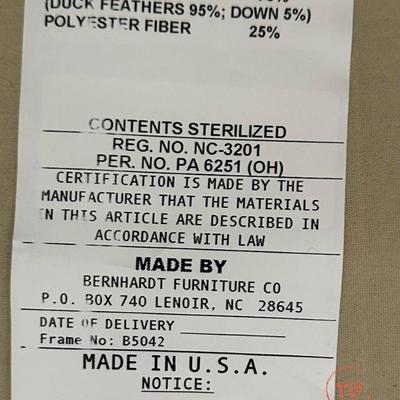 (DUCK FEATHERS 95%; DOWN 5%)
POLYESTER FIBER 25%
CONTENTS STERILIZED
REG. NO. NC-3201
PER. NO. PA 6251 (OH)
CERTIFICATION IS MADE BY THE
MANUFACTURER THAT THE MATERIALS
IN THIS ARTICLE ARE DESCRIBED IN
ACCORDANCE WITH LAW
MADE BY
BERNHARDT FURNITURE CO
P.O. BOX 740 LENOIR, NC 28645
DATE OF DELIVERY
Frame No: B5042
MADE IN U.S.A.
NOTICE: